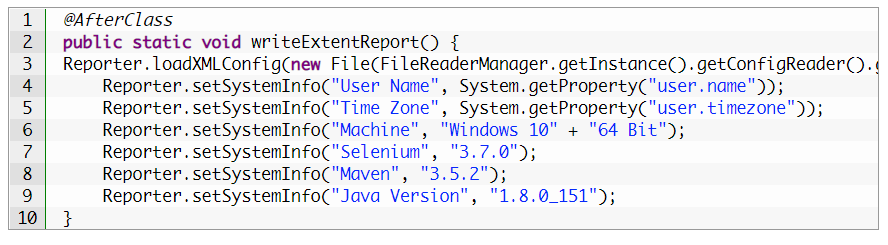 1 @AfterClass
2 public static void writeExtentReport() {
3 Reporter.loadXMLConfig(new File(FileReaderManager.getInstance().getConfigReader().g
4     Reporter.setSystemInfo("User Name", System.getProperty("user.name"));
5     Reporter.setSystemInfo("Time Zone", System.getProperty("user.timezone"));
6     Reporter.setSystemInfo("Machine", "Windows 10" + "64 Bit");
7     Reporter.setSystemInfo("Selenium", "3.7.0");
8     Reporter.setSystemInfo("Maven", "3.5.2");
9     Reporter.setSystemInfo("Java Version", "1.8.0_151");
10 }